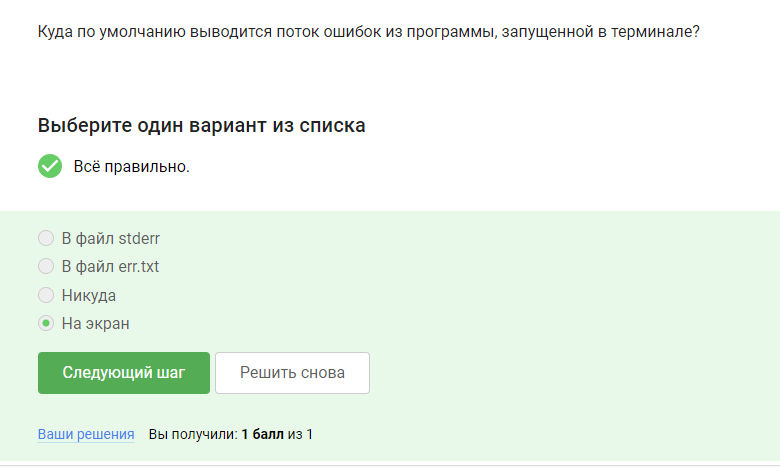 Куда по умолчанию выводится поток ошибок из программы, запущенной в терминале?
Выберите один вариант из списка
Всё правильно.
В файл stderr
В файл err.txt
Никуда
На экран
Следующий шаг
Решить снова
Ваши решения
Вы получили: 1 балл из 1